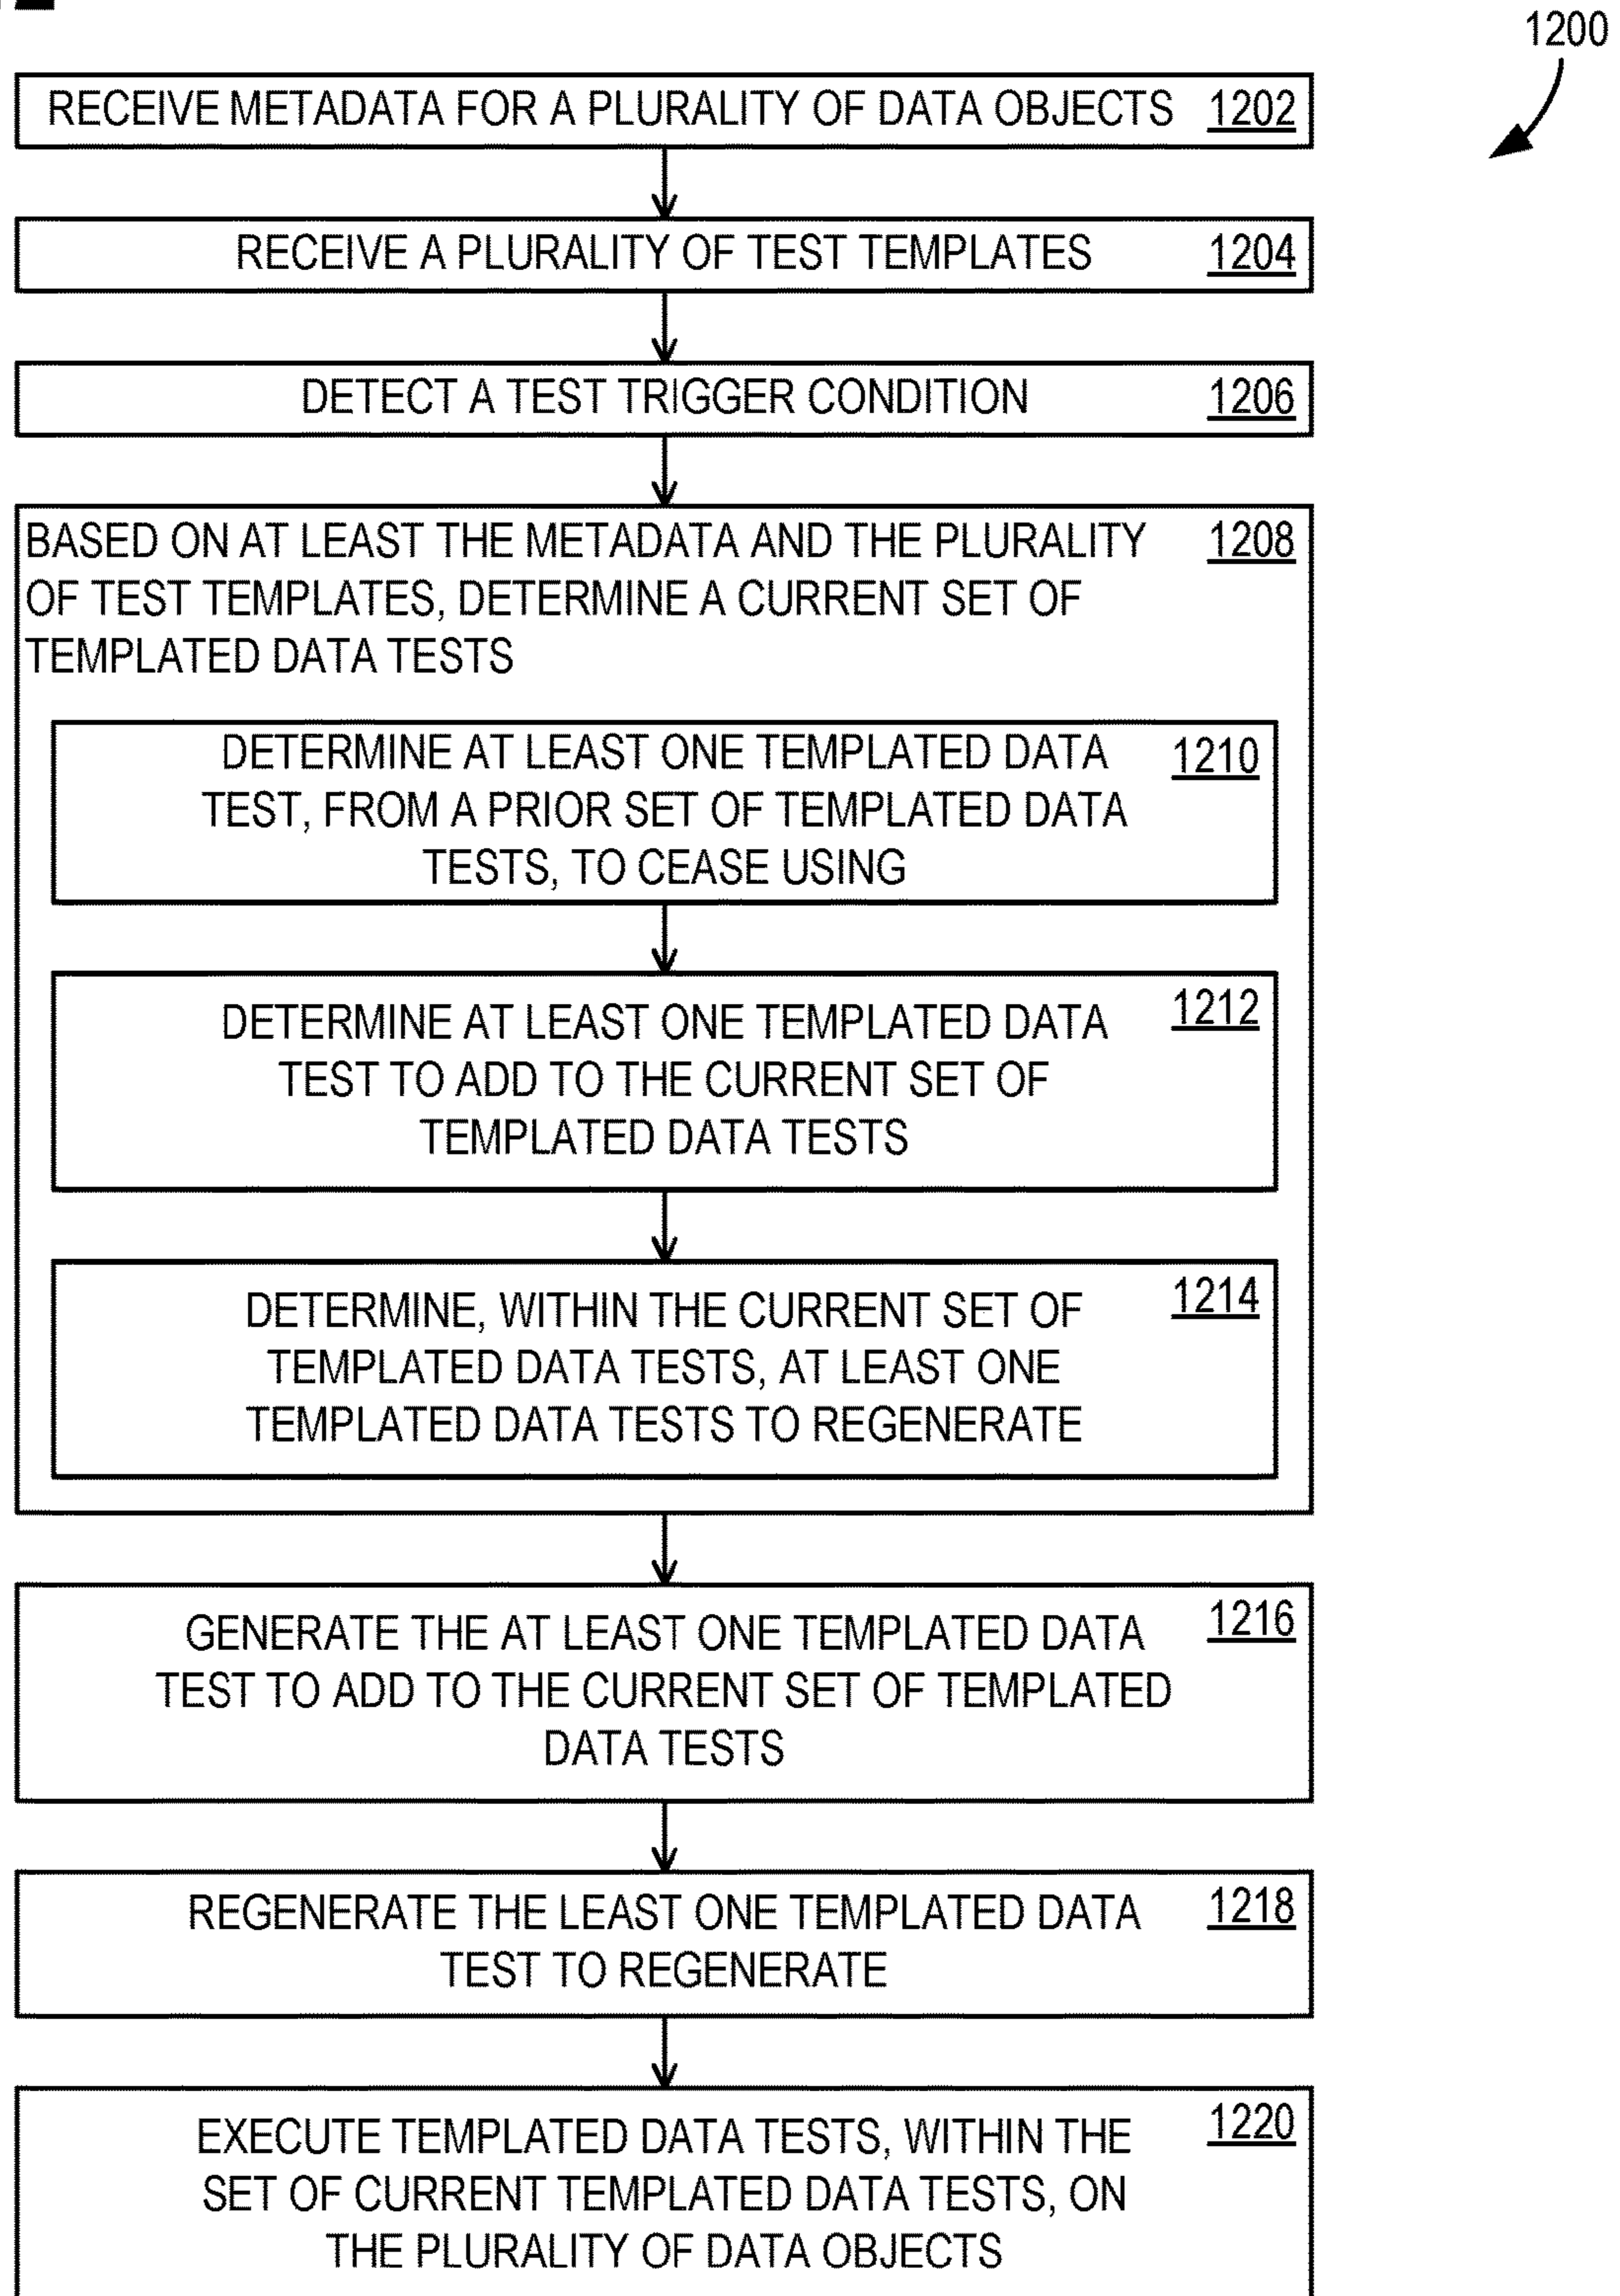 1200
RECEIVE METADATA FOR A PLURALITY OF DATA OBJECTS 1202
RECEIVE A PLURALITY OF TEST TEMPLATES 1204
DETECT A TEST TRIGGER CONDITION 1206
BASED ON AT LEAST THE METADATA AND THE PLURALITY 1208
OF TEST TEMPLATES, DETERMINE A CURRENT SET OF
TEMPLATED DATA TESTS
DETERMINE AT LEAST ONE TEMPLATED DATA 1210
TEST, FROM A PRIOR SET OF TEMPLATED DATA
TESTS, TO CEASE USING
DETERMINE AT LEAST ONE TEMPLATED DATA 1212
TEST TO ADD TO THE CURRENT SET OF
TEMPLATED DATA TESTS
DETERMINE, WITHIN THE CURRENT SET OF 1214
TEMPLATED DATA TESTS, AT LEAST ONE
TEMPLATED DATA TESTS TO REGENERATE
GENERATE THE AT LEAST ONE TEMPLATED DATA 1216
TEST TO ADD TO THE CURRENT SET OF TEMPLATED
DATA TESTS
REGENERATE THE LEAST ONE TEMPLATED DATA 1218
TEST TO REGENERATE
EXECUTE TEMPLATED DATA TESTS, WITHIN THE 1220
SET OF CURRENT TEMPLATED DATA TESTS, ON
THE PLURALITY OF DATA OBJECTS